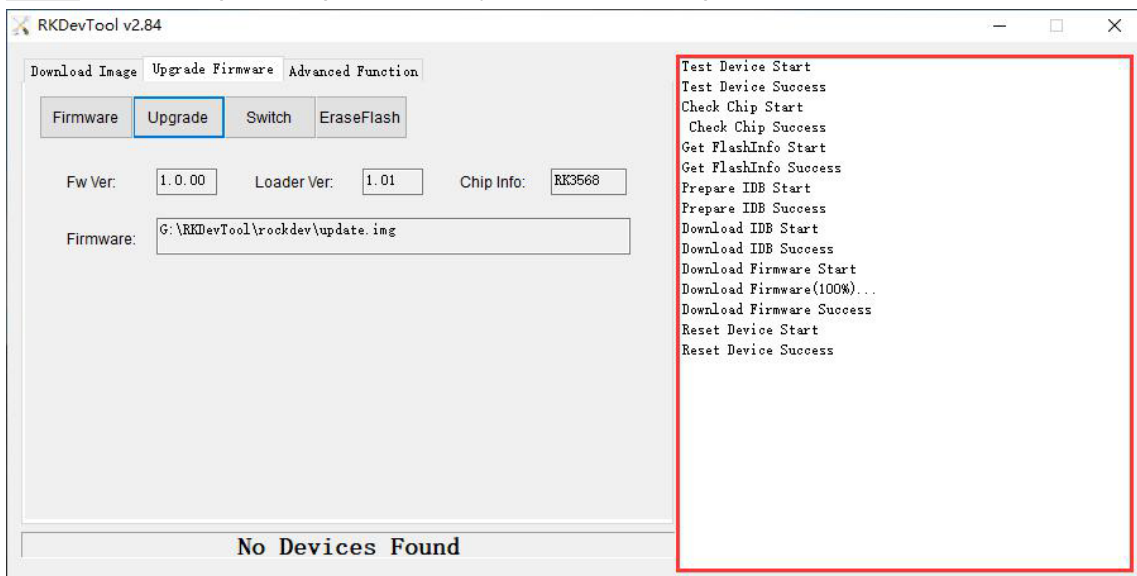 RKDevTool v2.84
Download Image Upgrade Firmware Advanced Function
Firmware Upgrade Switch EraseFlash
Fw Ver: 1.0.00 Loader Ver: 1.01 Chip Info: RK3568
Firmware: G:\RKDevTool\rockdev\update.img
No Devices Found
Test Device Start
Test Device Success
Check Chip Start
Check Chip Success
Get FlashInfo Start
Get FlashInfo Success
Prepare IDB Start
Prepare IDB Success
Download IDB Start
Download IDB Success
Download Firmware Start
Download Firmware(100%)...
Download Firmware Success
Reset Device Start
Reset Device Success